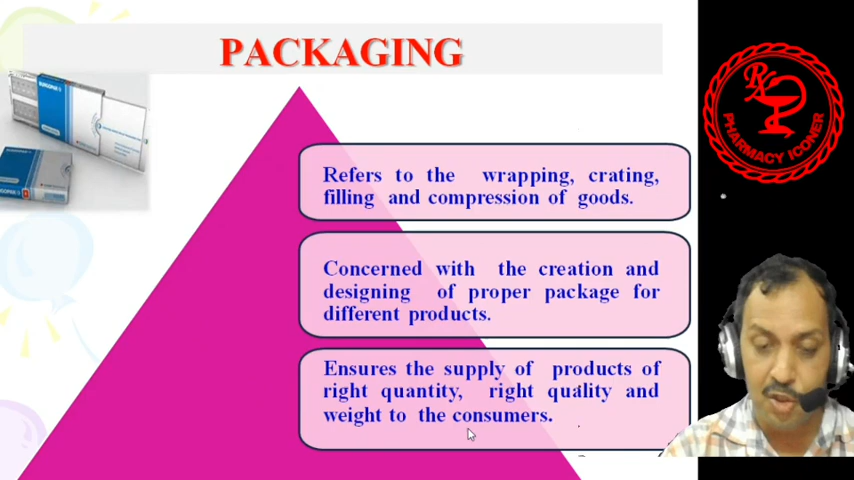 PACKAGING
Refers to the wrapping, crating,
filling and compression of goods.
Concerned with the creation and
designing of proper package for
different products.
Ensures the supply of products of
right quantity, right quality and
weight to the consumers.
PHARMACY ICONER